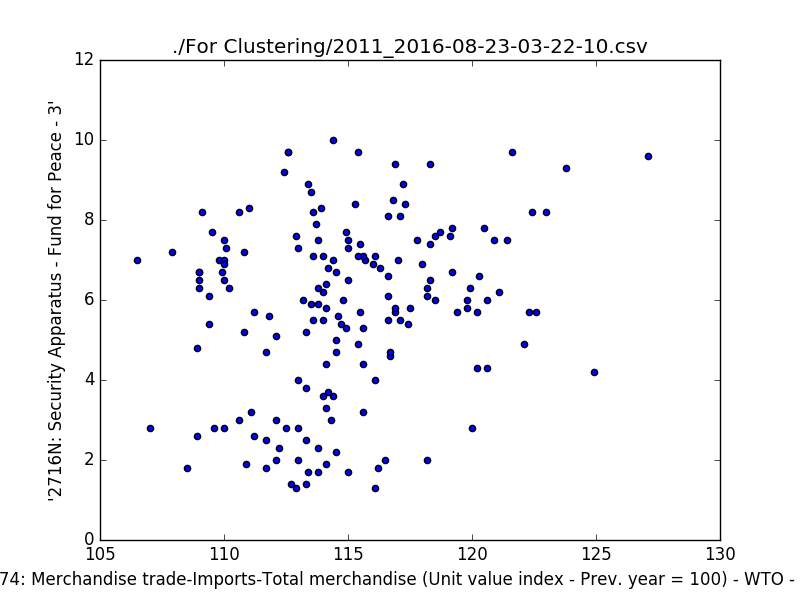 ./For Clustering/2011_2016-08-23-03-22-10.csv
12
10
8
6
4
2
0
'2716N: Security Apparatus - Fund for Peace - 3'
105 110 115 120 125 130
74: Merchandise trade-Imports-Total merchandise (Unit value index - Prev. year = 100) - WTO -